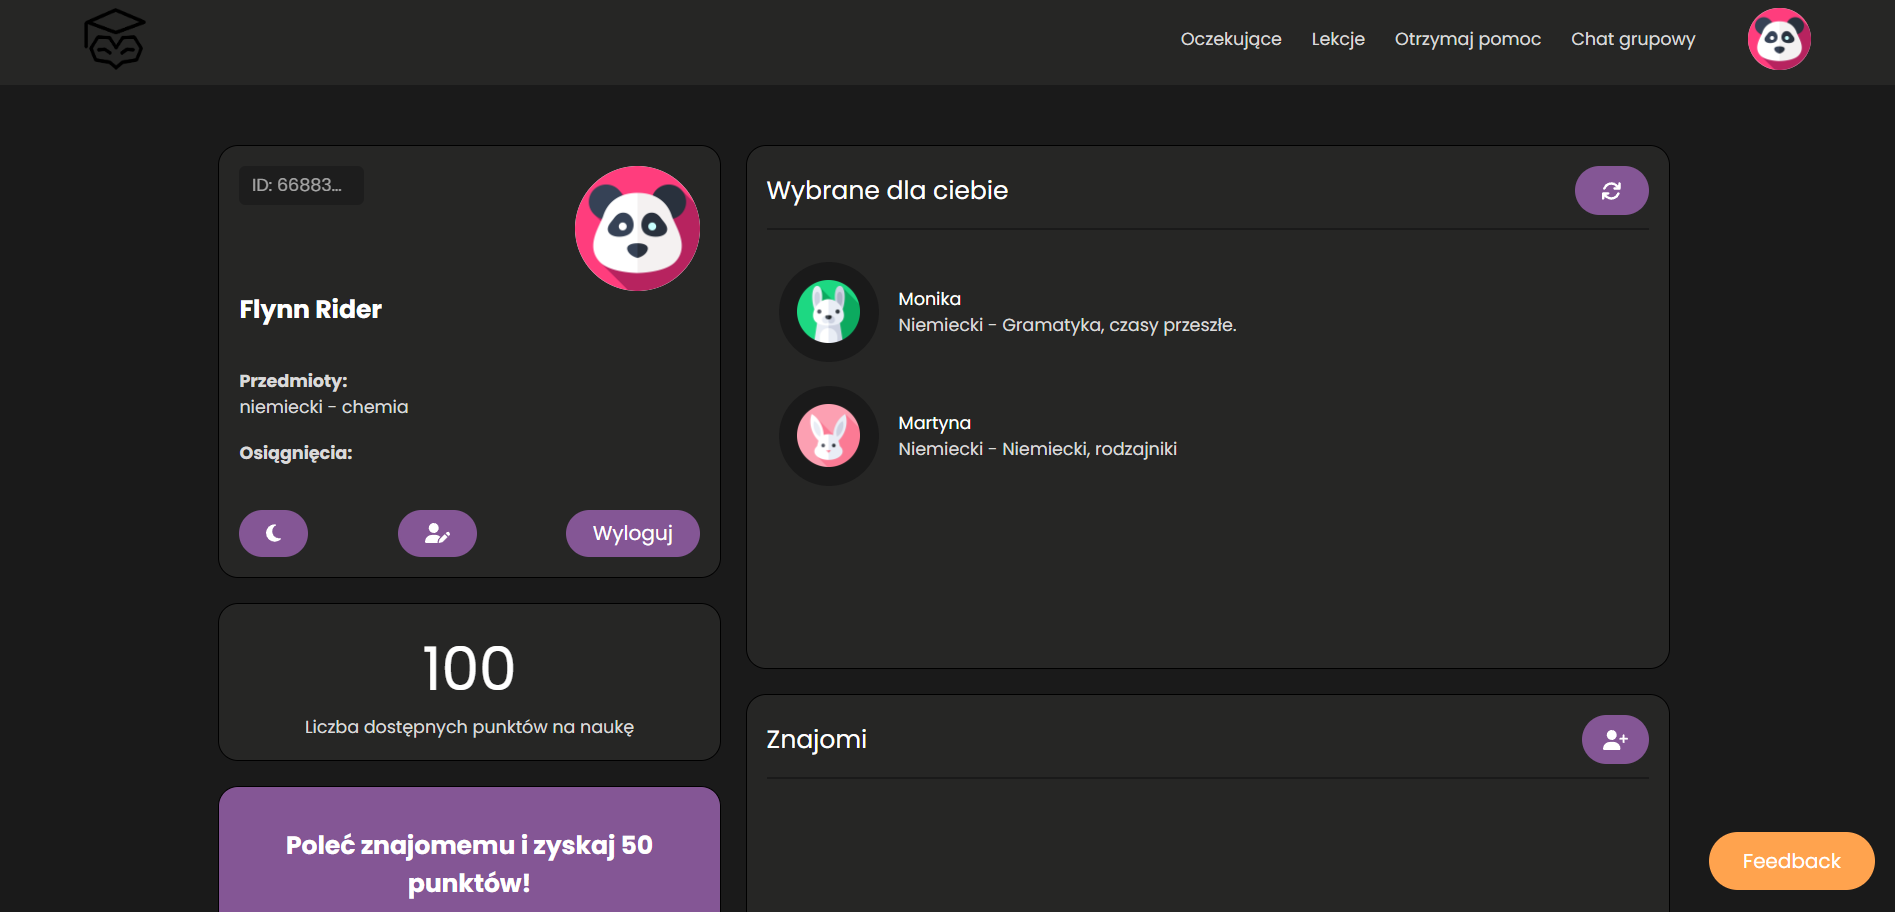 Oczekujące
Lekcje
Otrzymaj pomoc
Chat grupowy
ID: 66883...
Flynn Rider
Przedmioty:
niemiecki - chemia
Osiągnięcia:
Wyloguj
100
Liczba dostępnych punktów na naukę
Poleć znajomemu i zyskaj 50
punktów!
Wybrane dla ciebie
Monika
Niemiecki - Gramatyka, czasy przeszłe.
Martyna
Niemiecki - Niemiecki, rodzajniki
Znajomi
Feedback